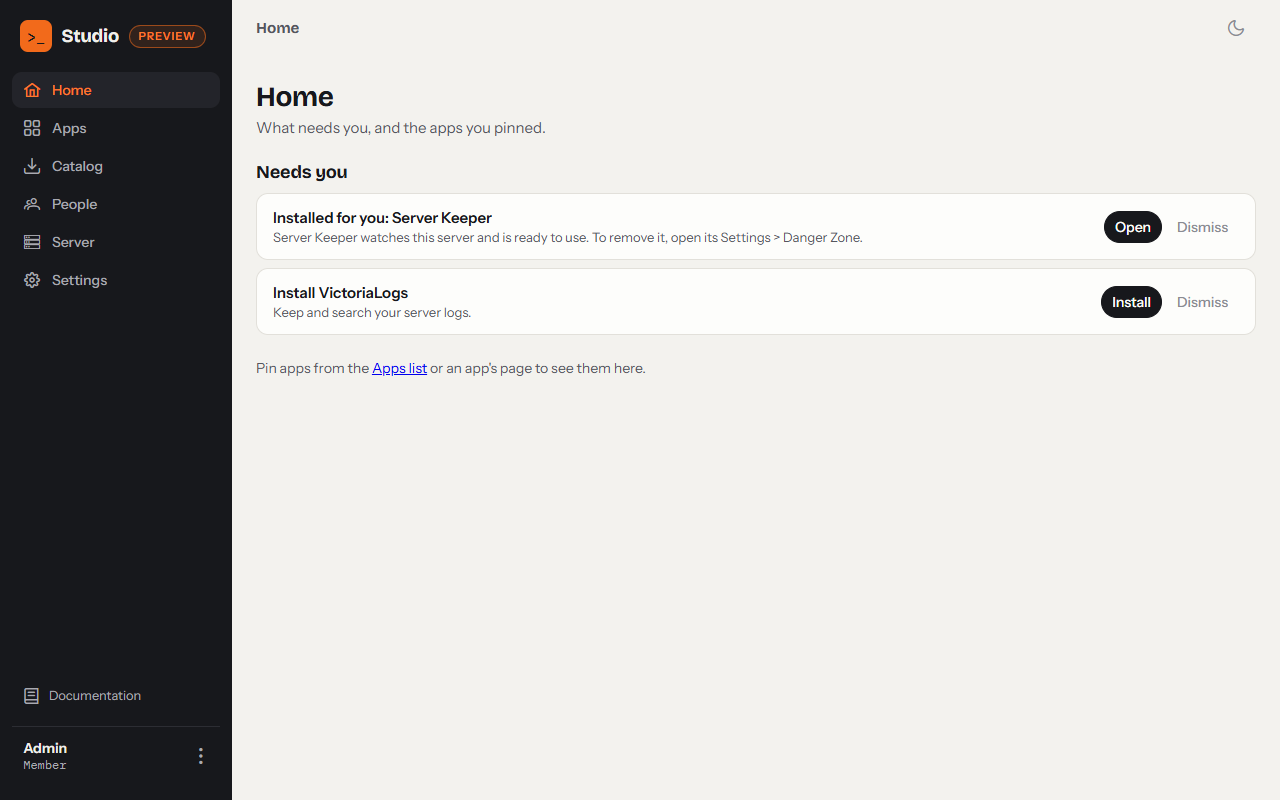 >_ Studio PREVIEW
Home
Apps
Catalog
People
Server
Settings
Documentation
Admin
Member
Home
Home
What needs you, and the apps you pinned.
Needs you
Installed for you: Server Keeper
Server Keeper watches this server and is ready to use. To remove it, open its Settings > Danger Zone.
Open Dismiss
Install VictoriaLogs
Keep and search your server logs.
Install Dismiss
Pin apps from the Apps list or an app's page to see them here.